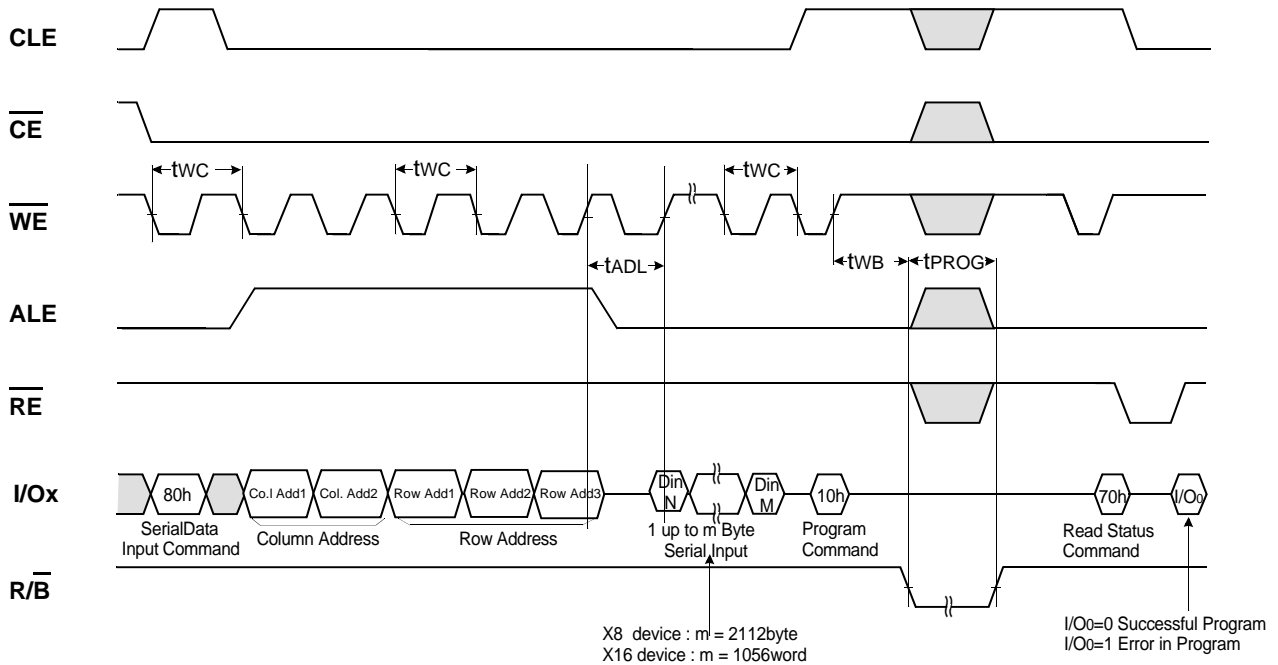 CLE
CE
tWC
tWC
tWC
WE
tADL
tWB
tPROG
ALE
RE
I/Ox
80h
Co.l Add1
Col. Add2
Row Add1
Row Add2
Row Add3
Din
N
Din
M
10h
70h
I/O0
SerialData
Input Command
Column Address
Row Address
1 up to m Byte
Serial Input
Program
Command
Read Status
Command
R/B
X8 device : m = 2112byte
X16 device : m = 1056word
I/O0=0 Successful Program
I/O0=1 Error in Program